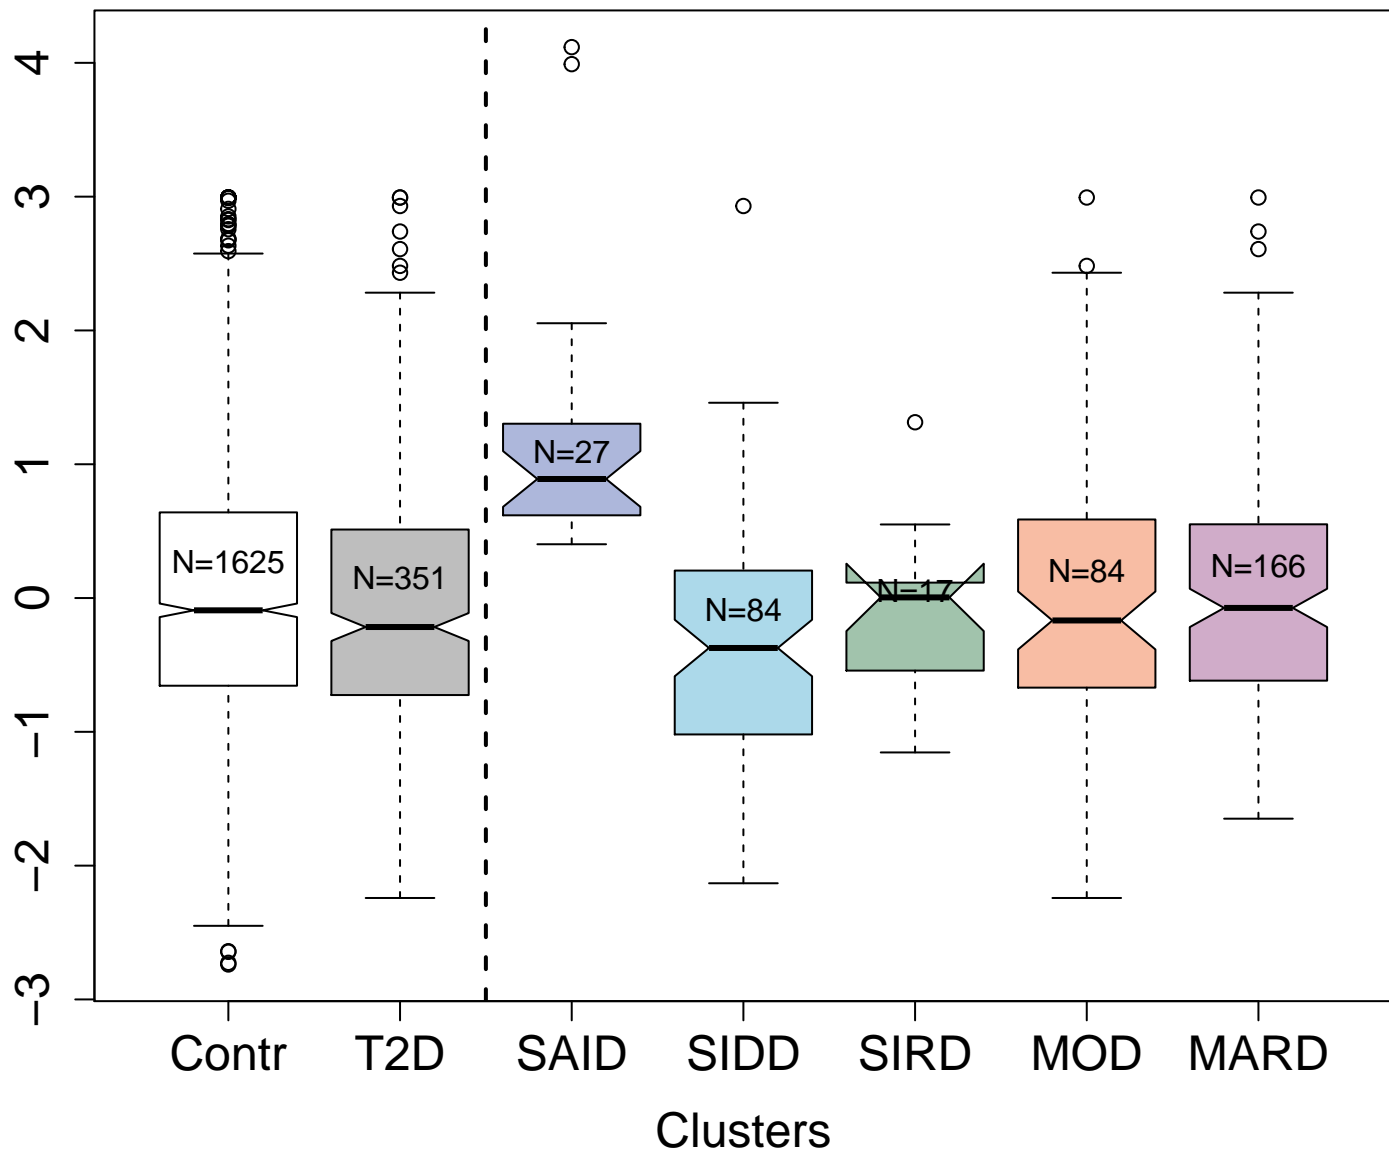 4
3
2
1
0
−1
−2
−3
N=1625
N=351
N=27
N=84
N=17
N=84
N=166
Contr T2D SAID SIDD SIRD MOD MARD
Clusters